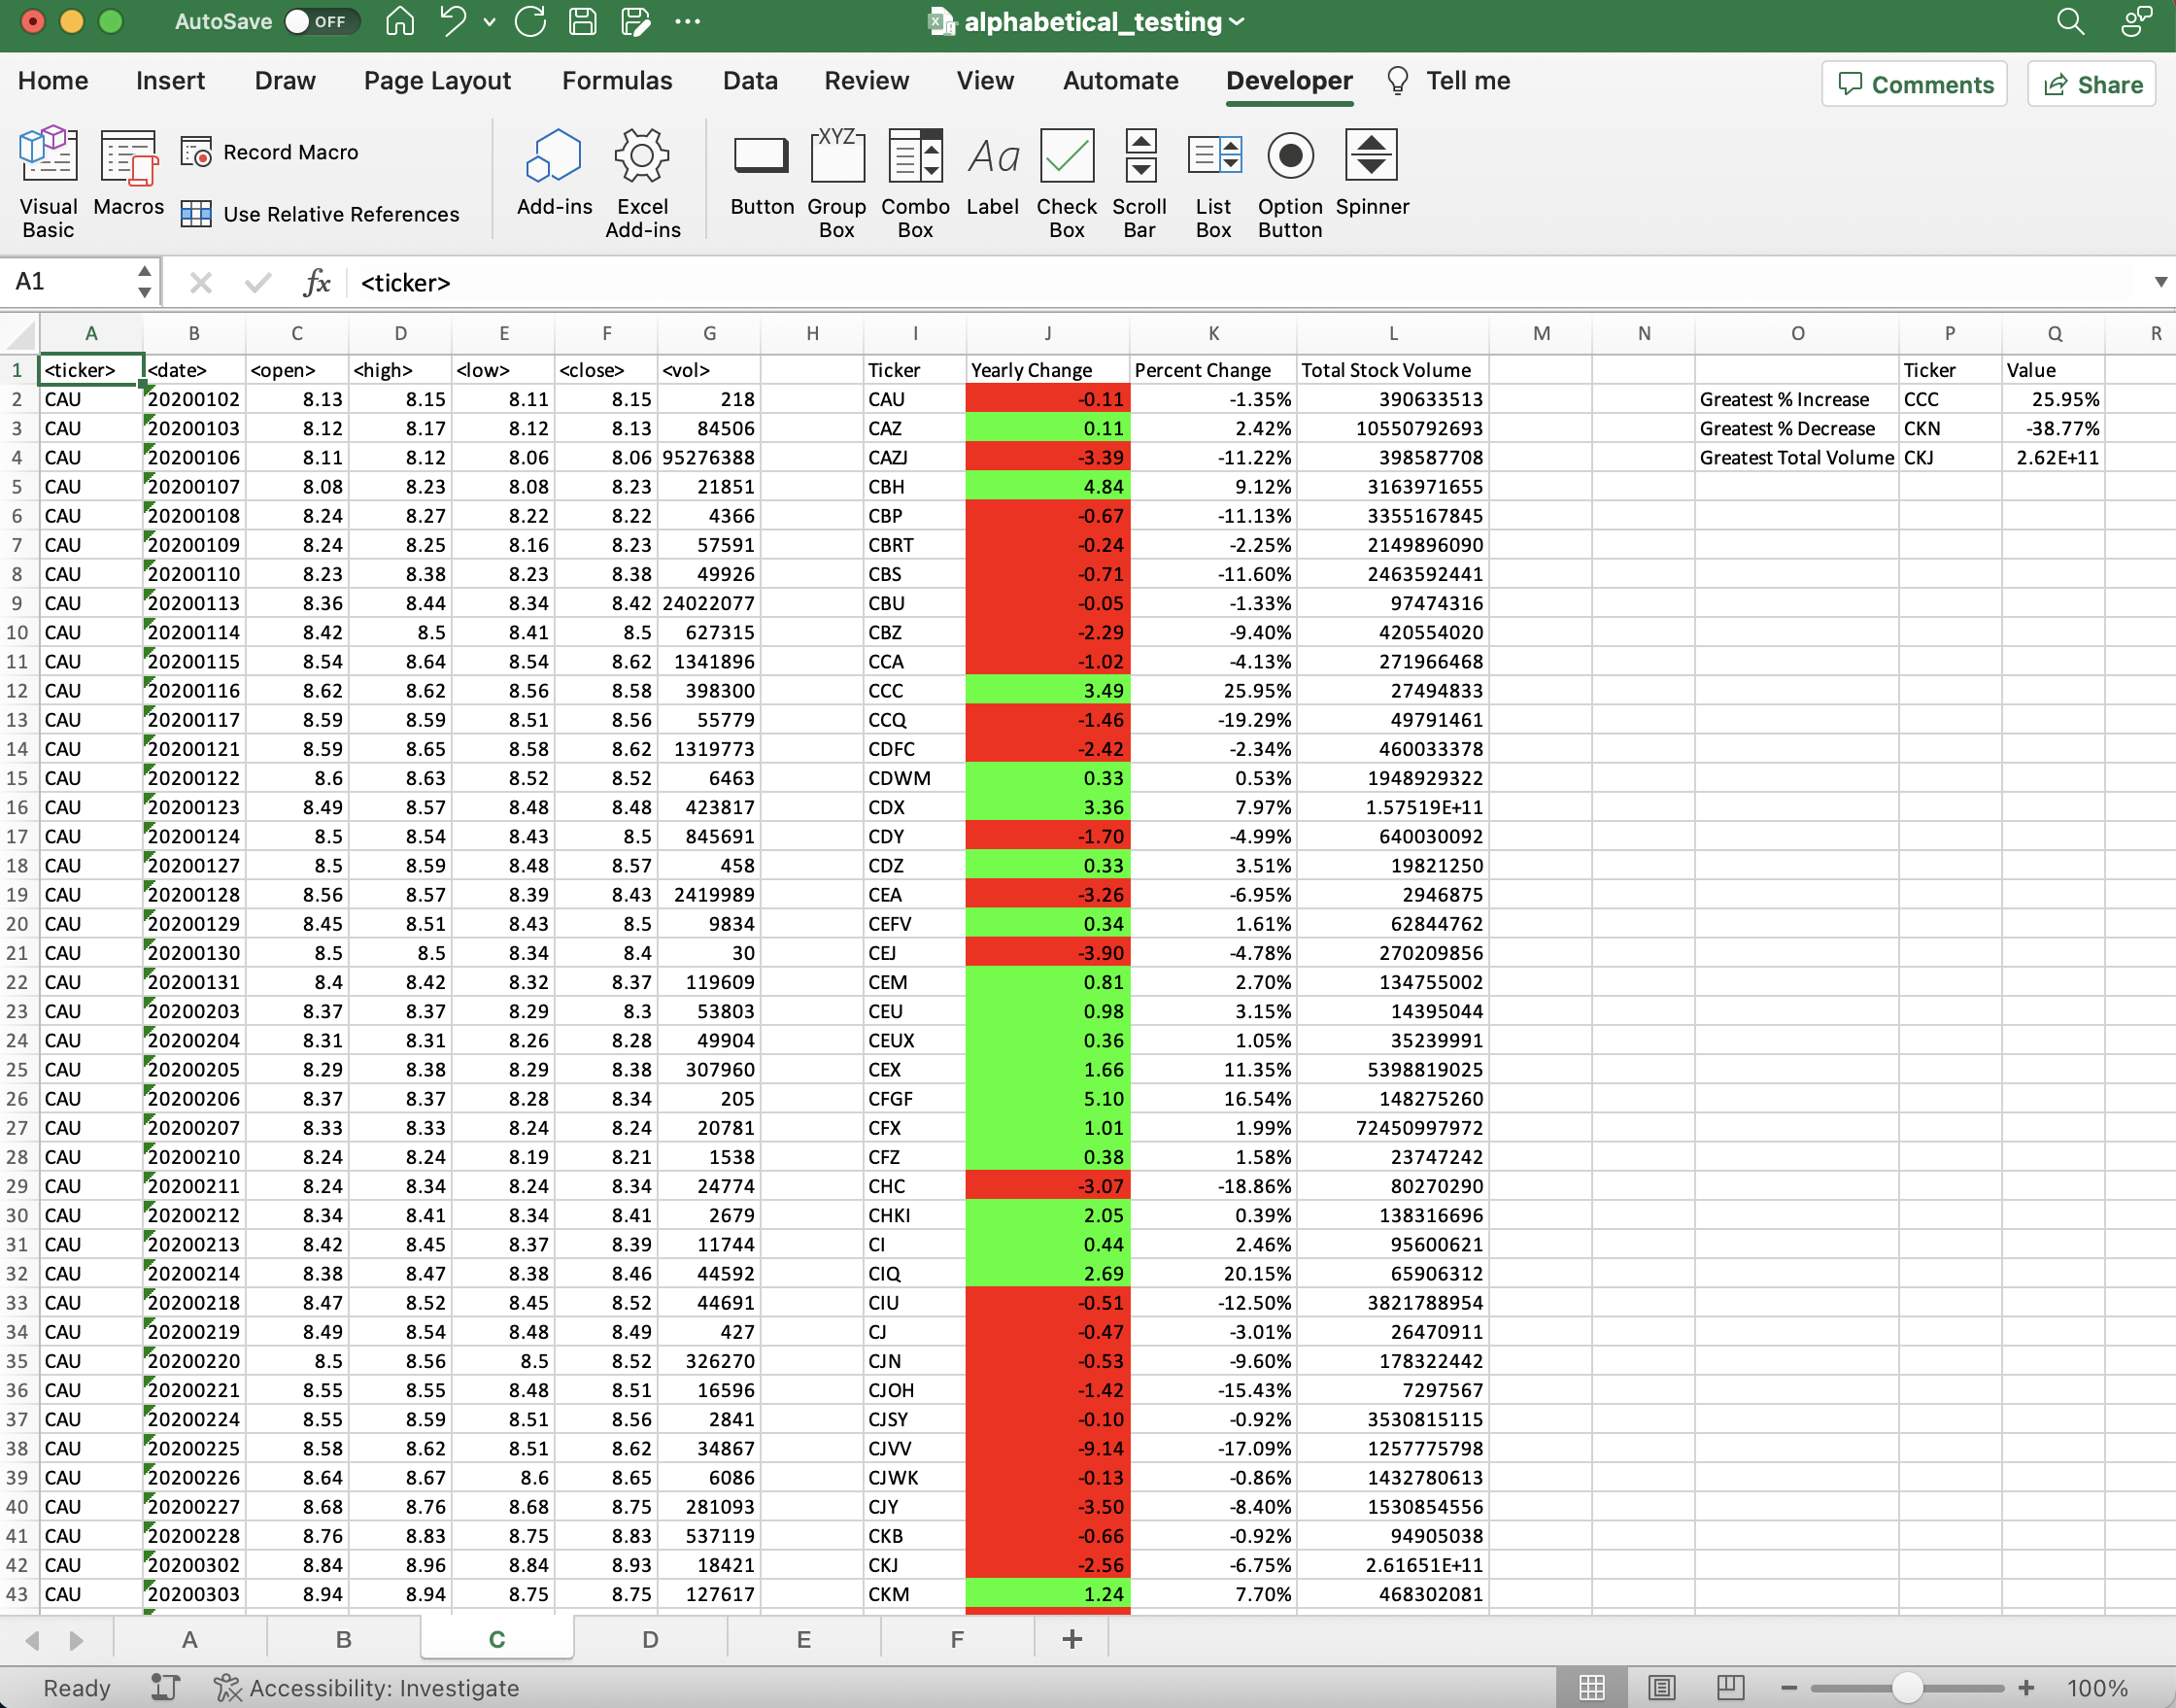 AutoSave OFF alphabetical_testing
Home Insert Draw Page Layout Formulas Data Review View Automate Developer Tell me Comments Share
Visual Basic Macros Record Macro Use Relative References Add-ins Excel Add-ins Button Group Box Combo Box Label Check Box Scroll Bar List Box Option Button Spinner
XYZ Aa
A1 fx <ticker>
A B C D E F G H I J K L M N O P Q R
1 <ticker> <date> <open> <high> <low> <close> <vol> Ticker Yearly Change Percent Change Total Stock Volume Ticker Value
2 CAU 20200102 8.13 8.15 8.11 8.15 218 CAU -0.11 -1.35% 390633513 Greatest % Increase CCC 25.95%
3 CAU 20200103 8.12 8.17 8.12 8.13 84506 CAZ 0.11 2.42% 10550792693 Greatest % Decrease CKN -38.77%
4 CAU 20200106 8.11 8.12 8.06 8.06 95276388 CAZJ -3.39 -11.22% 398587708 Greatest Total Volume CKJ 2.62E+11
5 CAU 20200107 8.08 8.23 8.08 8.23 21851 CBH 4.84 9.12% 3163971655
6 CAU 20200108 8.24 8.27 8.22 8.22 4366 CBP -0.67 -11.13% 3355167845
7 CAU 20200109 8.24 8.25 8.16 8.23 57591 CBRT -0.24 -2.25% 2149896090
8 CAU 20200110 8.23 8.38 8.23 8.38 49926 CBS -0.71 -11.60% 2463592441
9 CAU 20200113 8.36 8.44 8.34 8.42 24022077 CBU -0.05 -1.33% 97474316
10 CAU 20200114 8.42 8.5 8.41 8.5 627315 CBZ -2.29 -9.40% 420554020
11 CAU 20200115 8.54 8.64 8.54 8.62 1341896 CCA -1.02 -4.13% 271966468
12 CAU 20200116 8.62 8.62 8.56 8.58 398300 CCC 3.49 25.95% 27494833
13 CAU 20200117 8.59 8.59 8.51 8.56 55779 CCQ -1.46 -19.29% 49791461
14 CAU 20200121 8.59 8.65 8.58 8.62 1319773 CDFC -2.42 -2.34% 460033378
15 CAU 20200122 8.6 8.63 8.52 8.52 6463 CDWM 0.33 0.53% 1948929322
16 CAU 20200123 8.49 8.57 8.48 8.48 423817 CDX 3.36 7.97% 1.57519E+11
17 CAU 20200124 8.5 8.54 8.43 8.5 845691 CDY -1.70 -4.99% 640030092
18 CAU 20200127 8.5 8.59 8.48 8.57 458 CDZ 0.33 3.51% 19821250
19 CAU 20200128 8.56 8.57 8.39 8.43 2419989 CEA -3.26 -6.95% 2946875
20 CAU 20200129 8.45 8.51 8.43 8.5 9834 CEFV 0.34 1.61% 62844762
21 CAU 20200130 8.5 8.5 8.34 8.4 30 CEJ -3.90 -4.78% 270209856
22 CAU 20200131 8.4 8.42 8.32 8.37 119609 CEM 0.81 2.70% 134755002
23 CAU 20200203 8.37 8.37 8.29 8.3 53803 CEU 0.98 3.15% 14395044
24 CAU 20200204 8.31 8.31 8.26 8.28 49904 CEUX 0.36 1.05% 35239991
25 CAU 20200205 8.29 8.38 8.29 8.38 307960 CEX 1.66 11.35% 5398819025
26 CAU 20200206 8.37 8.37 8.28 8.34 205 CFGF 5.10 16.54% 148275260
27 CAU 20200207 8.33 8.33 8.24 8.24 20781 CFX 1.01 1.99% 72450997972
28 CAU 20200210 8.24 8.24 8.19 8.21 1538 CFZ 0.38 1.58% 23747242
29 CAU 20200211 8.24 8.34 8.24 8.34 24774 CHC -3.07 -18.86% 80270290
30 CAU 20200212 8.34 8.41 8.34 8.41 2679 CHKI 2.05 0.39% 138316696
31 CAU 20200213 8.42 8.45 8.37 8.39 11744 CI 0.44 2.46% 95600621
32 CAU 20200214 8.38 8.47 8.38 8.46 44592 CIQ 2.69 20.15% 65906312
33 CAU 20200218 8.47 8.52 8.45 8.52 44691 CIU -0.51 -12.50% 3821788954
34 CAU 20200219 8.49 8.54 8.48 8.49 427 CJ -0.47 -3.01% 26470911
35 CAU 20200220 8.5 8.56 8.5 8.52 326270 CJN -0.53 -9.60% 178322442
36 CAU 20200221 8.55 8.55 8.48 8.51 16596 CJOH -1.42 -15.43% 7297567
37 CAU 20200224 8.55 8.59 8.51 8.56 2841 CJSY -0.10 -0.92% 3530815115
38 CAU 20200225 8.58 8.62 8.51 8.62 34867 CJVV -9.14 -17.09% 1257775798
39 CAU 20200226 8.64 8.67 8.6 8.65 6086 CJWK -0.13 -0.86% 1432780613
40 CAU 20200227 8.68 8.76 8.68 8.75 281093 CJY -3.50 -8.40% 1530854556
41 CAU 20200228 8.76 8.83 8.75 8.83 537119 CKB -0.66 -0.92% 94905038
42 CAU 20200302 8.84 8.96 8.84 8.93 18421 CKJ -2.56 -6.75% 2.61651E+11
43 CAU 20200303 8.94 8.94 8.75 8.75 127617 CKM 1.24 7.70% 468302081
A B C D E F +
Ready Accessibility: Investigate 100%